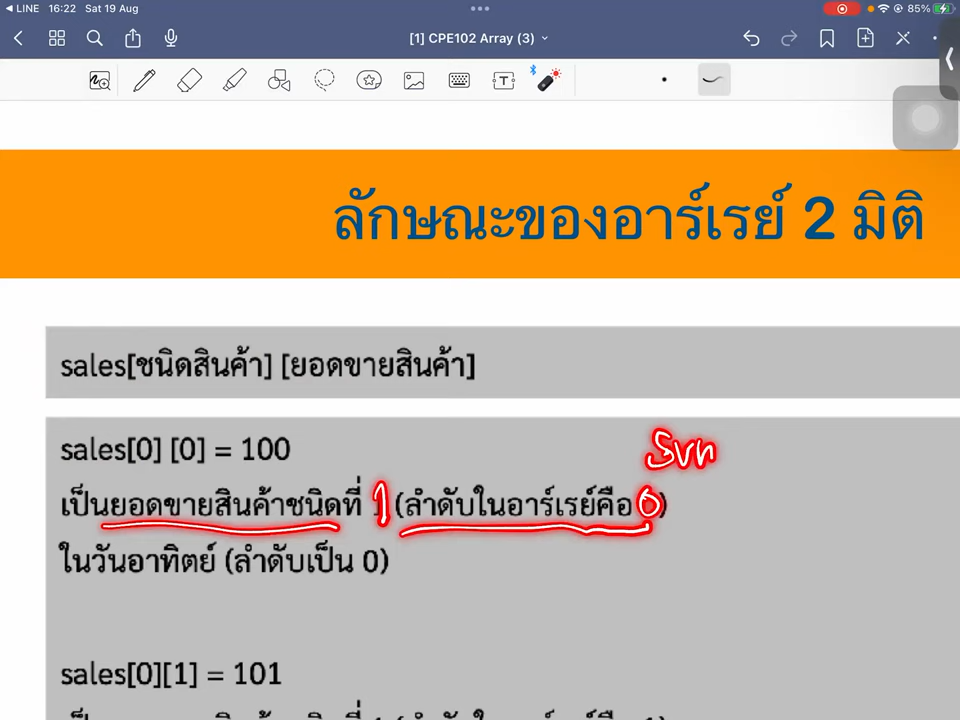 LINE 16:22 Sat 19 Aug 85%
[1] CPE102 Array (3)
ลักษณะของอาร์เรย์ 2 มิติ
sales[ชนิดสินค้า] [ยอดขายสินค้า]
sales[0] [0] = 100
เป็นยอดขายสินค้าชนิดที่ 1 (ลำดับในอาร์เรย์คือ 0)
ในวันอาทิตย์ (ลำดับเป็น 0)
sales[0][1] = 101